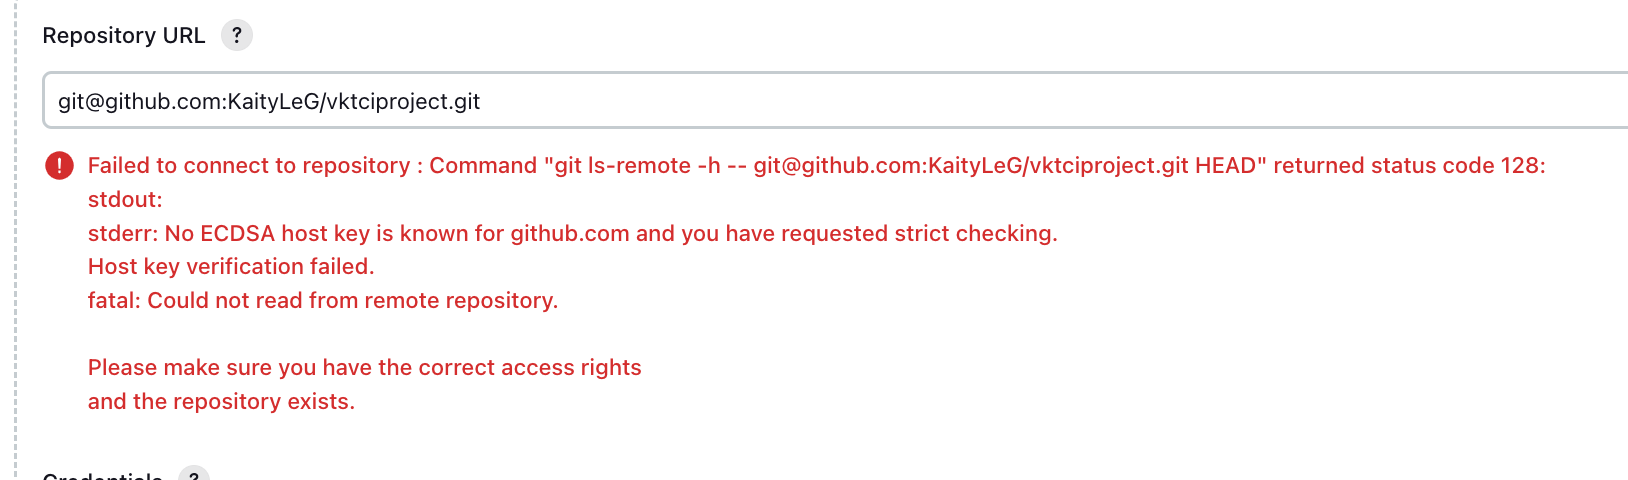 Repository URL ?
git@github.com:KaityLeG/vktciproject.git
Failed to connect to repository : Command "git ls-remote -h -- git@github.com:KaityLeG/vktciproject.git HEAD" returned status code 128:
stdout:
stderr: No ECDSA host key is known for github.com and you have requested strict checking.
Host key verification failed.
fatal: Could not read from remote repository.
Please make sure you have the correct access rights
and the repository exists.
Credentials ?